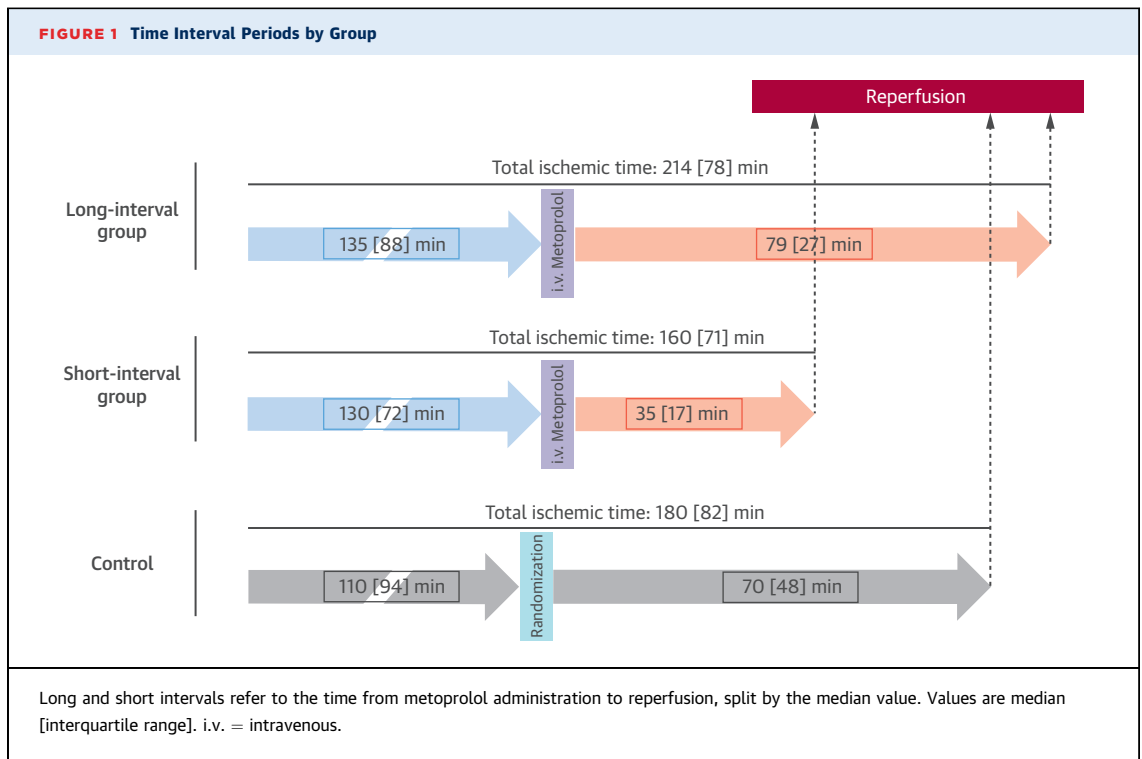 FIGURE 1 Time Interval Periods by Group
Reperfusion
Total ischemic time: 214 [78] min
Long-interval
group
135 [88] min
i.v. Metoprolol
79 [27] min
Total ischemic time: 160 [71] min
Short-interval
group
130 [72] min
i.v. Metoprolol
35 [17] min
Total ischemic time: 180 [82] min
Control
110 [94] min
Randomization
70 [48] min
Long and short intervals refer to the time from metoprolol administration to reperfusion, split by the median value. Values are median
[interquartile range]. i.v. = intravenous.